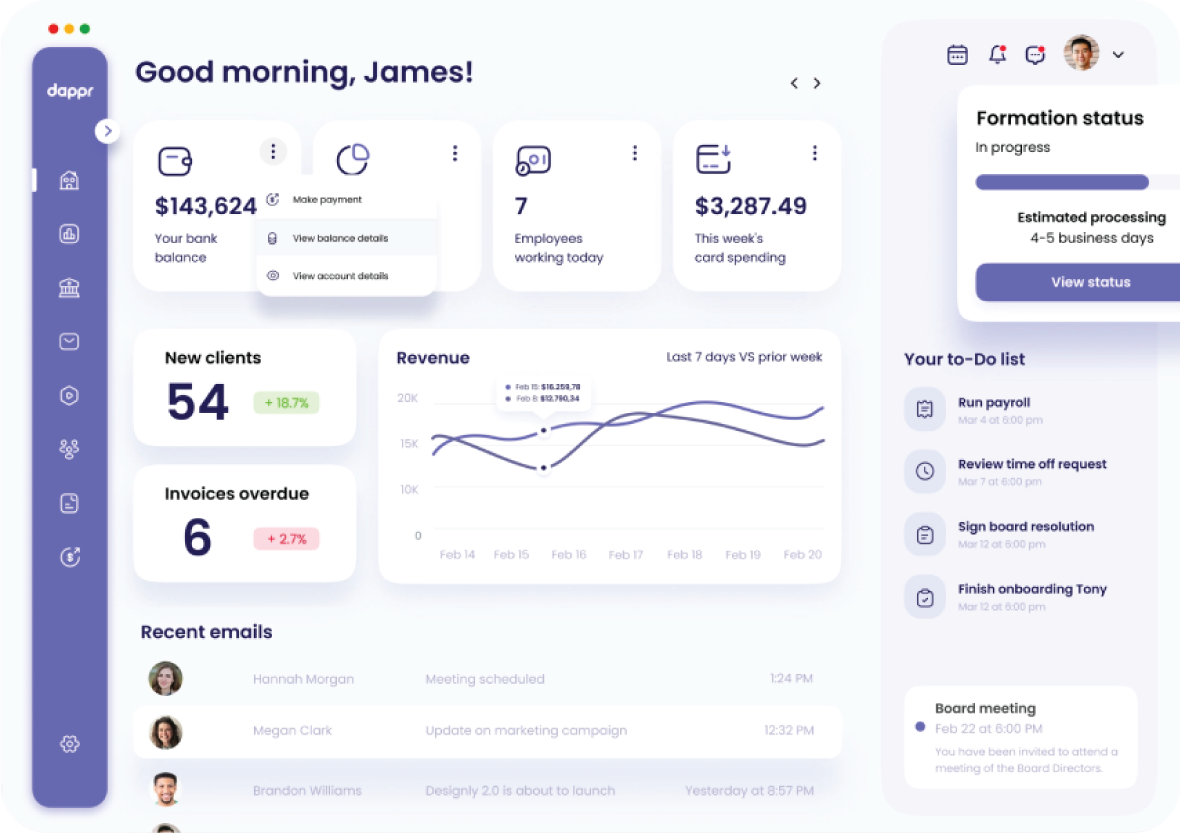 dappr
Good morning, James!
$143,624
Your bank
balance
Make payment
View balance details
View account details
7
Employees
working today
$3,287.49
This week's
card spending
New clients
54
+ 18.7%
Invoices overdue
6
+ 2.7%
Revenue
Last 7 days VS prior week
20K
15K
10K
0
Feb 15: $16.259,78
Feb 8: $12.790,34
Feb 14
Feb 15
Feb 16
Feb 17
Feb 18
Feb 19
Feb 20
Recent emails
Hannah Morgan
Meeting scheduled
1:24 PM
Megan Clark
Update on marketing campaign
12:32 PM
Brandon Williams
Designly 2.0 is about to launch
Yesterday at 8:57 PM
Formation status
In progress
Estimated processing
4-5 business days
View status
Your to-Do list
Run payroll
Mar 4 at 6:00 pm
Review time off request
Mar 7 at 6:00 pm
Sign board resolution
Mar 12 at 6:00 pm
Finish onboarding Tony
Mar 12 at 6:00 pm
Board meeting
Feb 22 at 6:00 PM
You have been invited to attend a
meeting of the Board Directors.